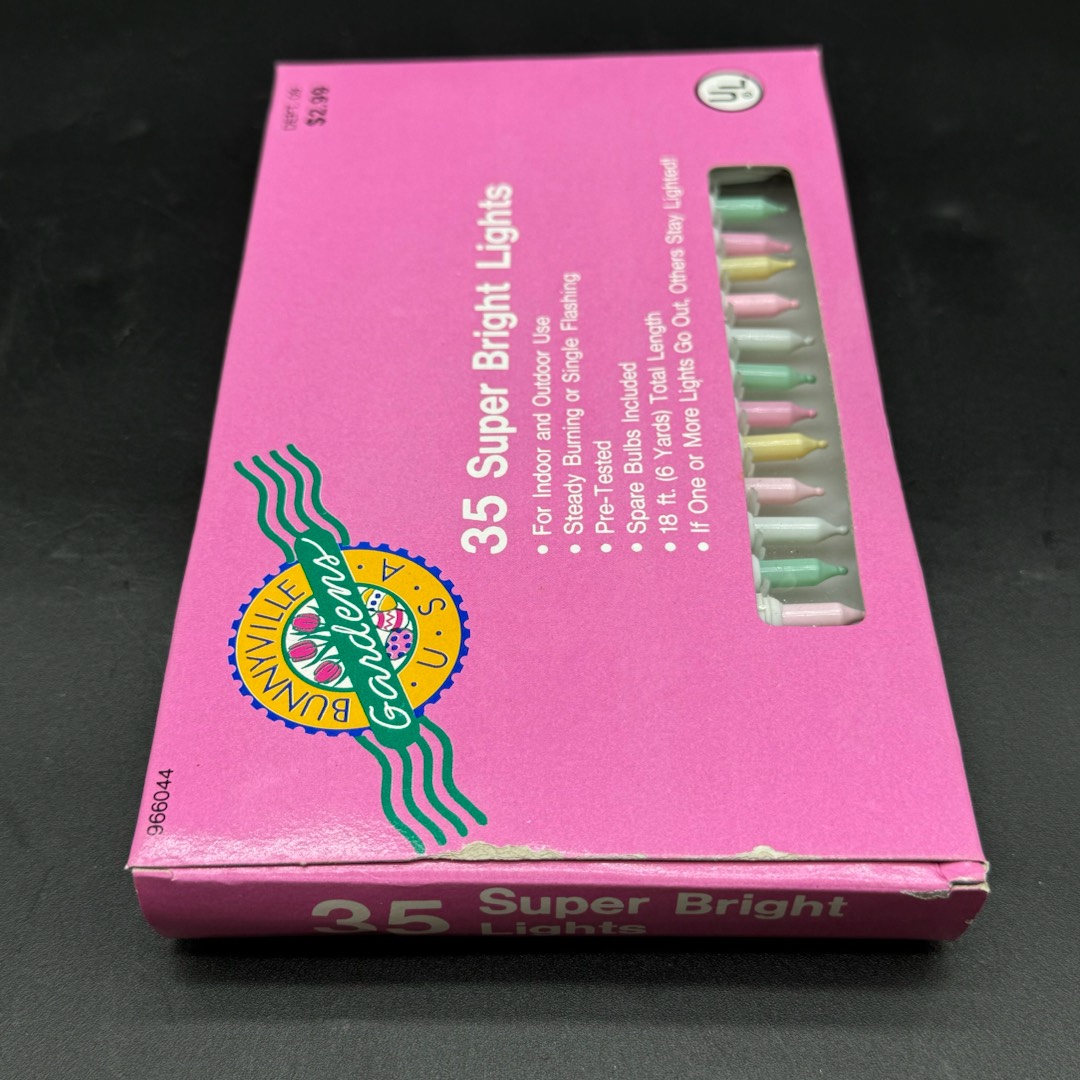 DEPT. 09
$2.99
UL
BUNNYVILLE
Gardens
U·S·A
966044
35 Super Bright Lights
• For Indoor and Outdoor Use
• Steady Burning or Single Flashing
• Pre-Tested
• Spare Bulbs Included
• 18 ft. (6 Yards) Total Length
• If One or More Lights Go Out, Others Stay Lighted!
35 Super Bright
Lights